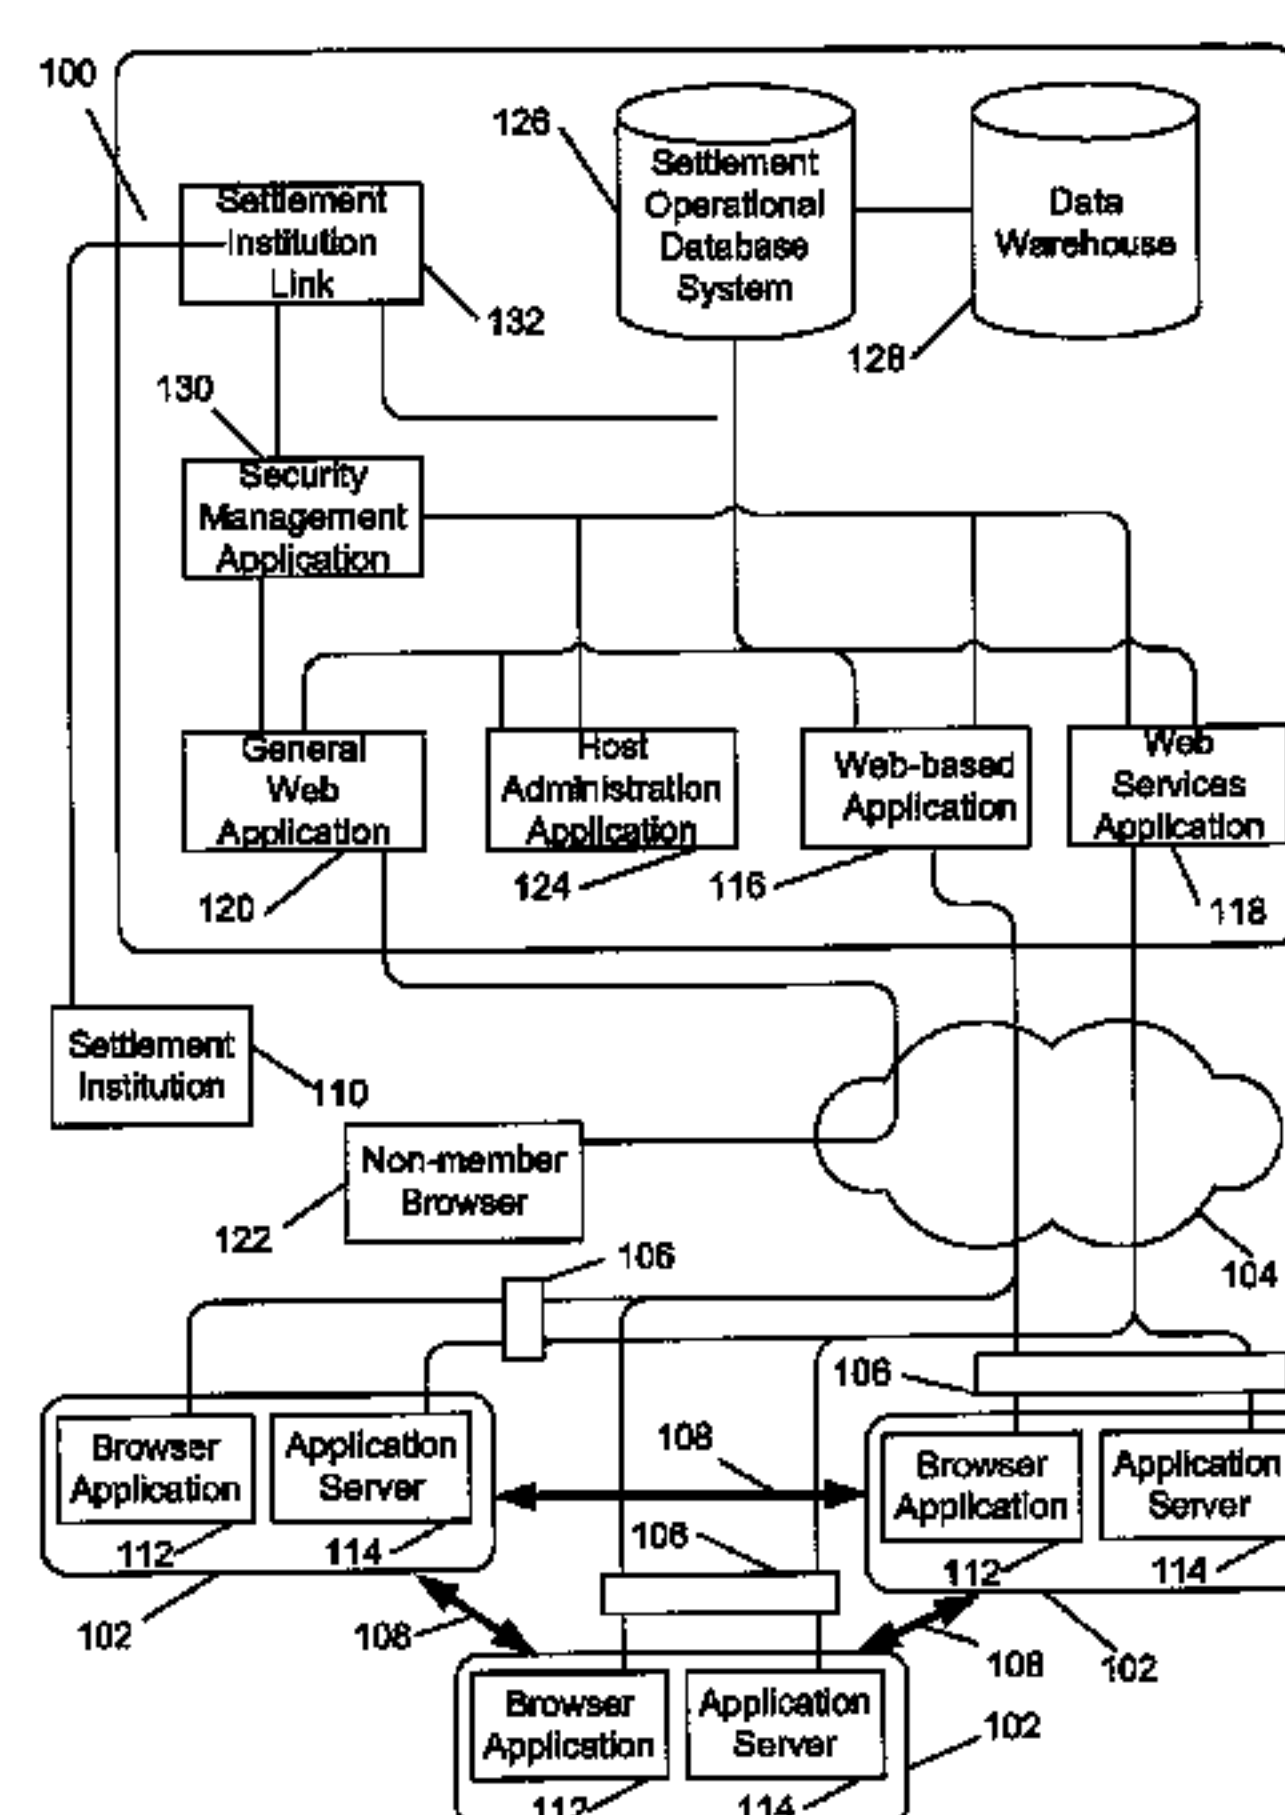 100
126
Settlement
Operational
Database
System
Data
Warehouse
Settlement
Institution
Link
132
128
130
Security
Management
Application
General
Web
Application
Host
Administration
Application
Web-based
Application
Web
Services
Application
120
124
116
118
Settlement
Institution
110
Non-member
Browser
122
104
106
106
Browser
Application
Application
Server
108
Browser
Application
Application
Server
112
114
106
112
114
102
108
108
102
Browser
Application
Application
Server
102
112
114